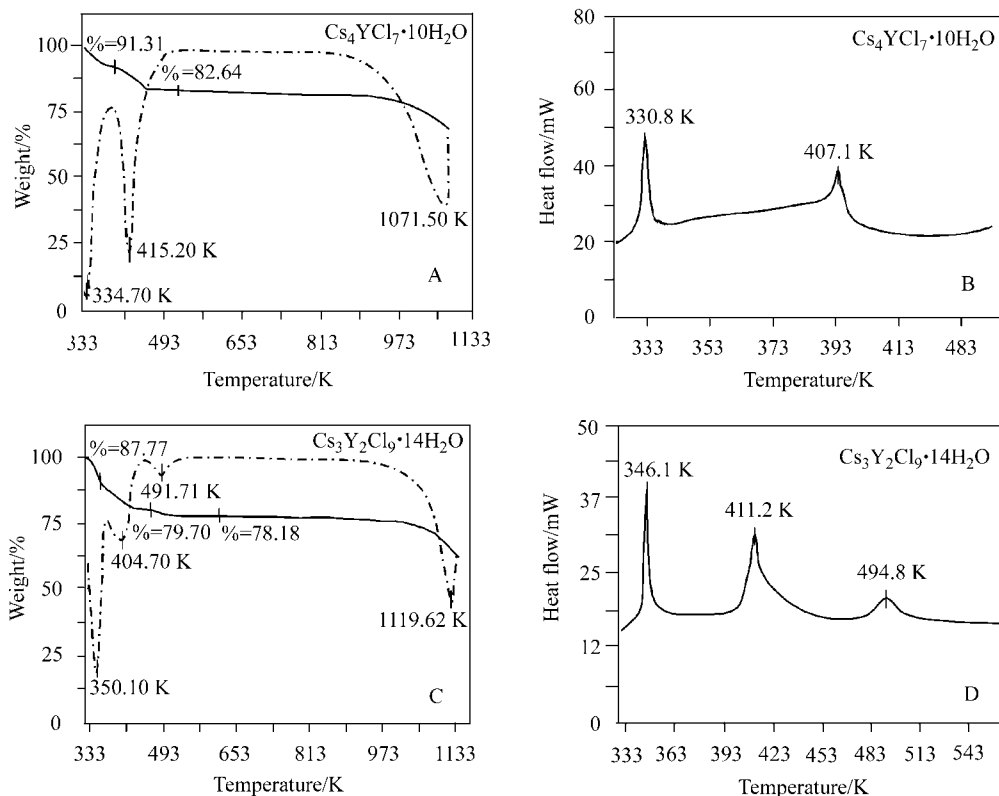 100
75
50
25
0
Weight/%
%=91.31
%=82.64
Cs₄YCl₇•10H₂O
334.70 K
415.20 K
1071.50 K
A
333 493 653 813 973 1133
Temperature/K
80
60
40
20
0
Heat flow/mW
Cs₄YCl₇•10H₂O
330.8 K
407.1 K
B
333 353 373 393 413 483
Temperature/K
100
75
50
25
0
Weight/%
%=87.77
Cs₃Y₂Cl₉•14H₂O
491.71 K
%=79.70
%=78.18
404.70 K
1119.62 K
350.10 K
C
333 493 653 813 973 1133
Temperature/K
50
37
25
12
0
Heat flow/mW
Cs₃Y₂Cl₉•14H₂O
346.1 K
411.2 K
494.8 K
D
333 363 393 423 453 483 513 543
Temperature/K